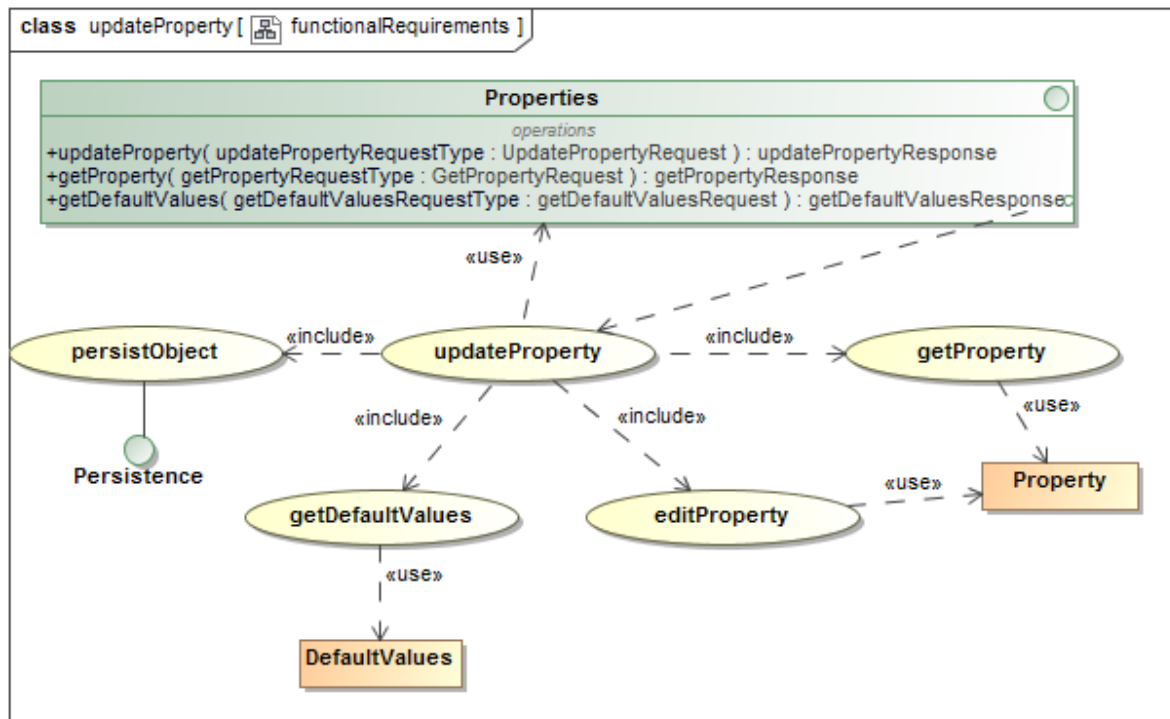 class updateProperty [ functionalRequirements ]
Properties
operations
+updateProperty( updatePropertyRequestType : UpdatePropertyRequest ) : updatePropertyResponse
+getProperty( getPropertyRequestType : GetPropertyRequest ) : getPropertyResponse
+getDefaultValues( getDefaultValuesRequestType : getDefaultValuesRequest ) : getDefaultValuesResponse
«use»
«include»
«include»
persistObject
updateProperty
getProperty
«include»
«include»
«use»
Persistence
Property
«use»
getDefaultValues
editProperty
«use»
DefaultValues